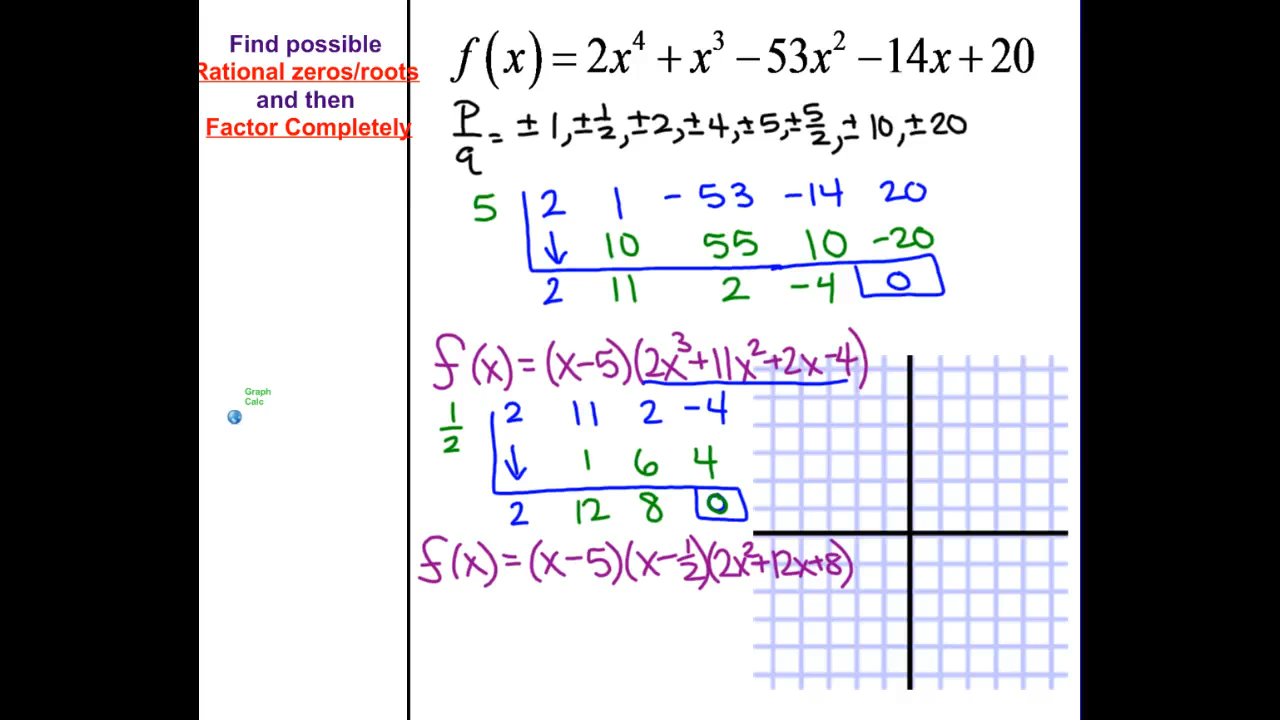 Find possible
Rational zeros/roots
and then
Factor Completely
Graph
Calc
f(x) = 2x⁴ + x³ − 53x² − 14x + 20
P/q = ± 1, ± 1/2, ± 2, ± 4, ± 5, ± 5/2, ± 10, ± 20
5 | 2 1 - 53 -14 20
↓ 10 55 10 -20
2 11 2 -4 0
f(x) = (x-5)(2x³+11x²+2x-4)
1/2 | 2 11 2 -4
↓ 1 6 4
2 12 8 0
f(x) = (x-5)(x-1/2)(2x²+12x+8)